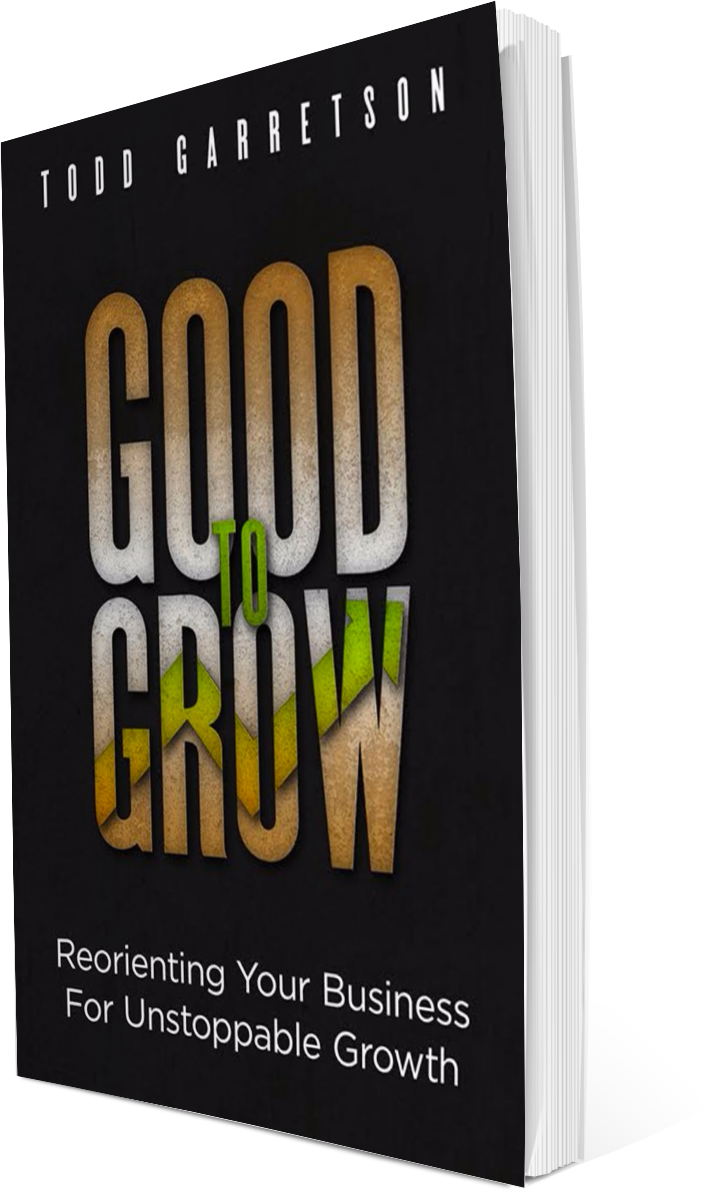 TODD GARRETSON
GOOD
TO
GROW
Reorienting Your Business
For Unstoppable Growth